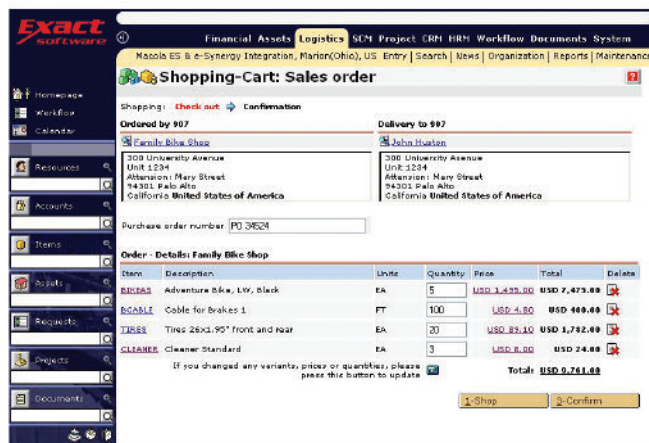 Exact
software
Financial Assets Logistics SCM Project CRM HRM Workflow Documents System
Macola ES & e-Synergy Integration, Marion(Ohio), US Entry | Search | News | Organization | Reports | Maintenance
Shopping-Cart: Sales order
?
Homepage
Workflow
Calendar
Resources
Accounts
Items
Assets
Requests
Projects
Documents
Shopping: Check out Confirmation
Ordered by 987 Delivery to 997
Family Bike Shop John Huston
300 University Avenue 300 University Avenue
Unit 1234 Unit 1234
Attension: Mary Street Attension: Mary Street
94301 Palo Alto 94301 Palo Alto
California United States of America California United States of America
Purchase order number PO 34524
Order - Details: Family Bike Shop
Item Description Units Quantity Price Total Delete
BIKEAS Adventure Bike, LW, Black EA 5 USD 1,495.00 USD 7,475.00
BCABLE Cable for Brakes 1 FT 100 USD 4.80 USD 480.00
TIRES Tires 26x1.95" front and rear EA 20 USD 89.10 USD 1,782.00
CLEANER Cleaner Standard EA 3 USD 8.00 USD 24.00
If you changed any variants, prices or quantities, please Total: USD 9,761.00
press this button to update
1-Shop 3-Confirm